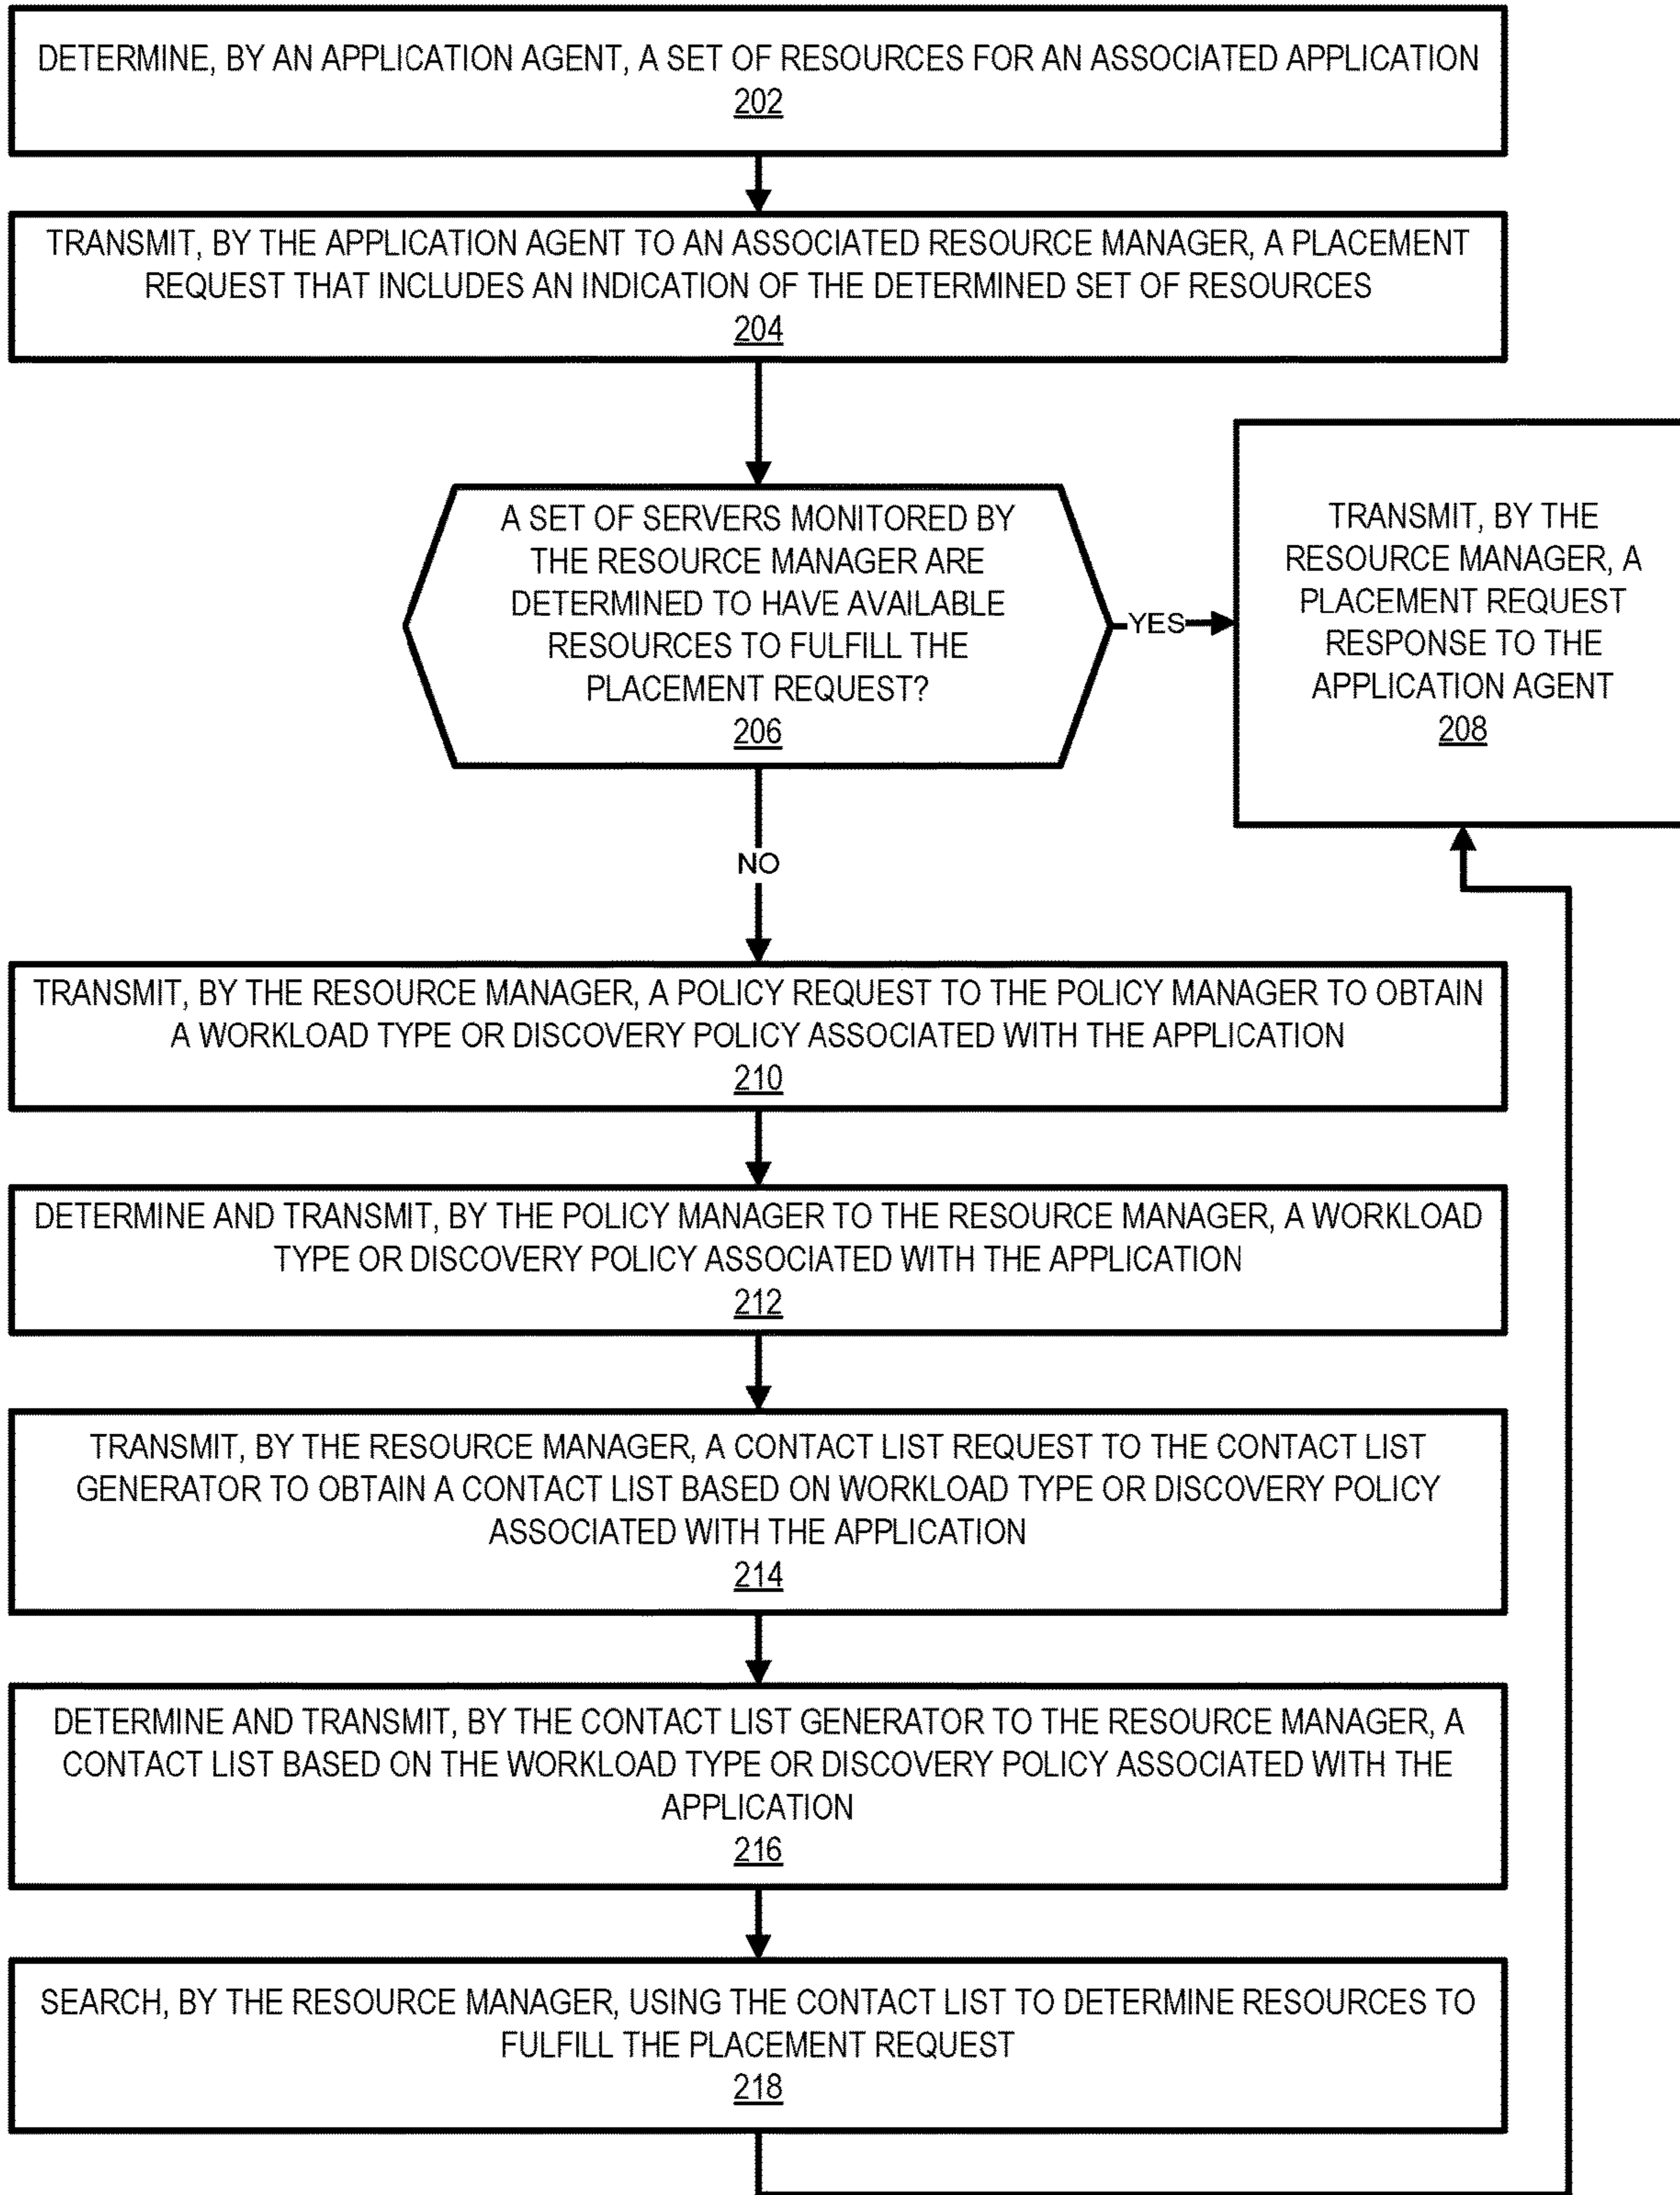 DETERMINE, BY AN APPLICATION AGENT, A SET OF RESOURCES FOR AN ASSOCIATED APPLICATION
202
TRANSMIT, BY THE APPLICATION AGENT TO AN ASSOCIATED RESOURCE MANAGER, A PLACEMENT
REQUEST THAT INCLUDES AN INDICATION OF THE DETERMINED SET OF RESOURCES
204
A SET OF SERVERS MONITORED BY
THE RESOURCE MANAGER ARE
DETERMINED TO HAVE AVAILABLE
RESOURCES TO FULFILL THE
PLACEMENT REQUEST?
206
YES
TRANSMIT, BY THE
RESOURCE MANAGER, A
PLACEMENT REQUEST
RESPONSE TO THE
APPLICATION AGENT
208
NO
TRANSMIT, BY THE RESOURCE MANAGER, A POLICY REQUEST TO THE POLICY MANAGER TO OBTAIN
A WORKLOAD TYPE OR DISCOVERY POLICY ASSOCIATED WITH THE APPLICATION
210
DETERMINE AND TRANSMIT, BY THE POLICY MANAGER TO THE RESOURCE MANAGER, A WORKLOAD
TYPE OR DISCOVERY POLICY ASSOCIATED WITH THE APPLICATION
212
TRANSMIT, BY THE RESOURCE MANAGER, A CONTACT LIST REQUEST TO THE CONTACT LIST
GENERATOR TO OBTAIN A CONTACT LIST BASED ON WORKLOAD TYPE OR DISCOVERY POLICY
ASSOCIATED WITH THE APPLICATION
214
DETERMINE AND TRANSMIT, BY THE CONTACT LIST GENERATOR TO THE RESOURCE MANAGER, A
CONTACT LIST BASED ON THE WORKLOAD TYPE OR DISCOVERY POLICY ASSOCIATED WITH THE
APPLICATION
216
SEARCH, BY THE RESOURCE MANAGER, USING THE CONTACT LIST TO DETERMINE RESOURCES TO
FULFILL THE PLACEMENT REQUEST
218